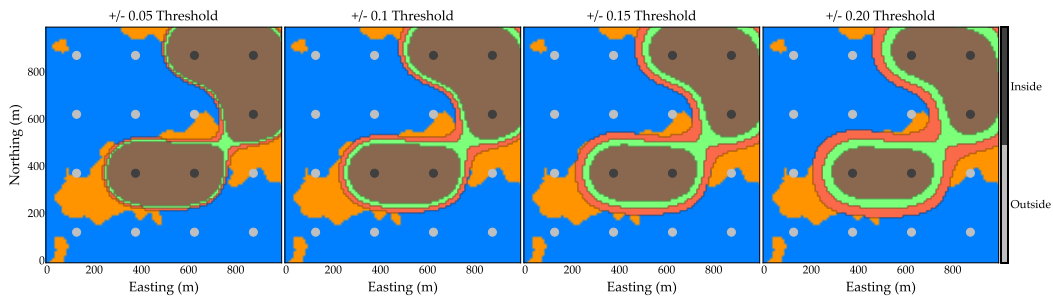 +/- 0.05 Threshold
+/- 0.1 Threshold
+/- 0.15 Threshold
+/- 0.20 Threshold
Northing (m)
800
600
400
200
0
0 200 400 600 800
0 200 400 600 800
0 200 400 600 800
0 200 400 600 800
Easting (m)
Easting (m)
Easting (m)
Easting (m)
Inside
Outside